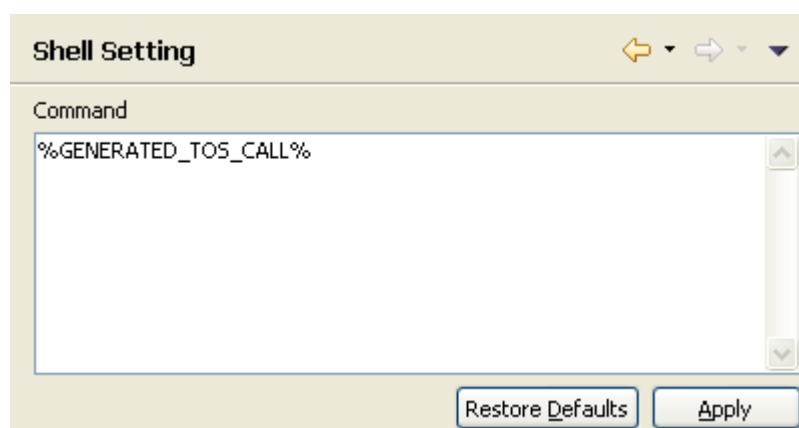 Shell Setting
Command
%GENERATED_TOS_CALL%
Restore Defaults
Apply